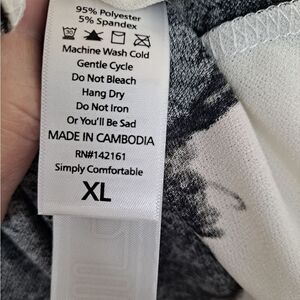 95% Polyester
5% Spandex
Machine Wash Cold
Gentle Cycle
Do Not Bleach
Hang Dry
Do Not Iron
Or You'll Be Sad
MADE IN CAMBODIA
RN#142161
Simply Comfortable
XL